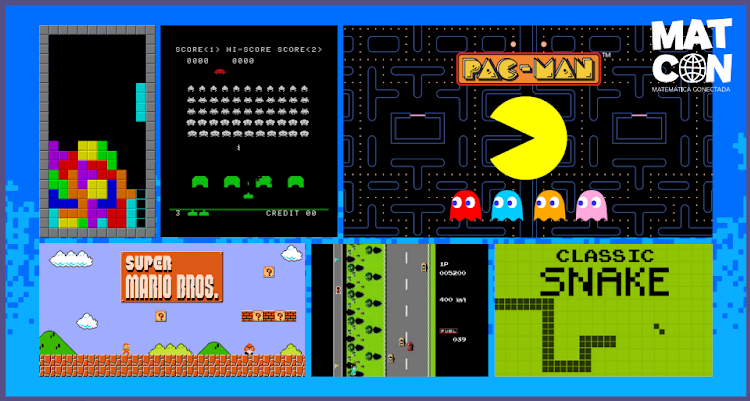 SCORE(1) HI-SCORE SCORE(2)
0000 0000
3 CREDIT 00
PAC-MAN™
MAT
CON
MATEMÁTICA CONECTADA
SUPER
MARIO BROS.
?
?
? ? ?
1P
005200
400 km
FUEL
039
CLASSIC
SNAKE